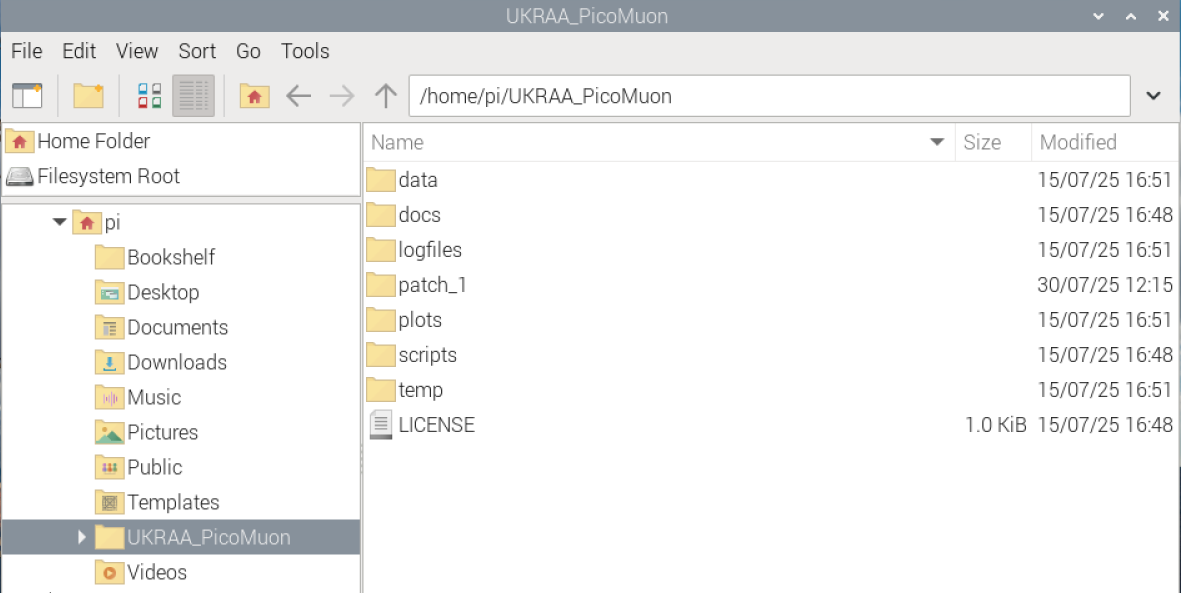 UKRAA_PicoMuon
File Edit View Sort Go Tools
/home/pi/UKRAA_PicoMuon
Home Folder
Filesystem Root
pi
Bookshelf
Desktop
Documents
Downloads
Music
Pictures
Public
Templates
UKRAA_PicoMuon
Videos
Name Size Modified
data 15/07/25 16:51
docs 15/07/25 16:48
logfiles 15/07/25 16:51
patch_1 30/07/25 12:15
plots 15/07/25 16:51
scripts 15/07/25 16:48
temp 15/07/25 16:51
LICENSE 1.0 KiB 15/07/25 16:48